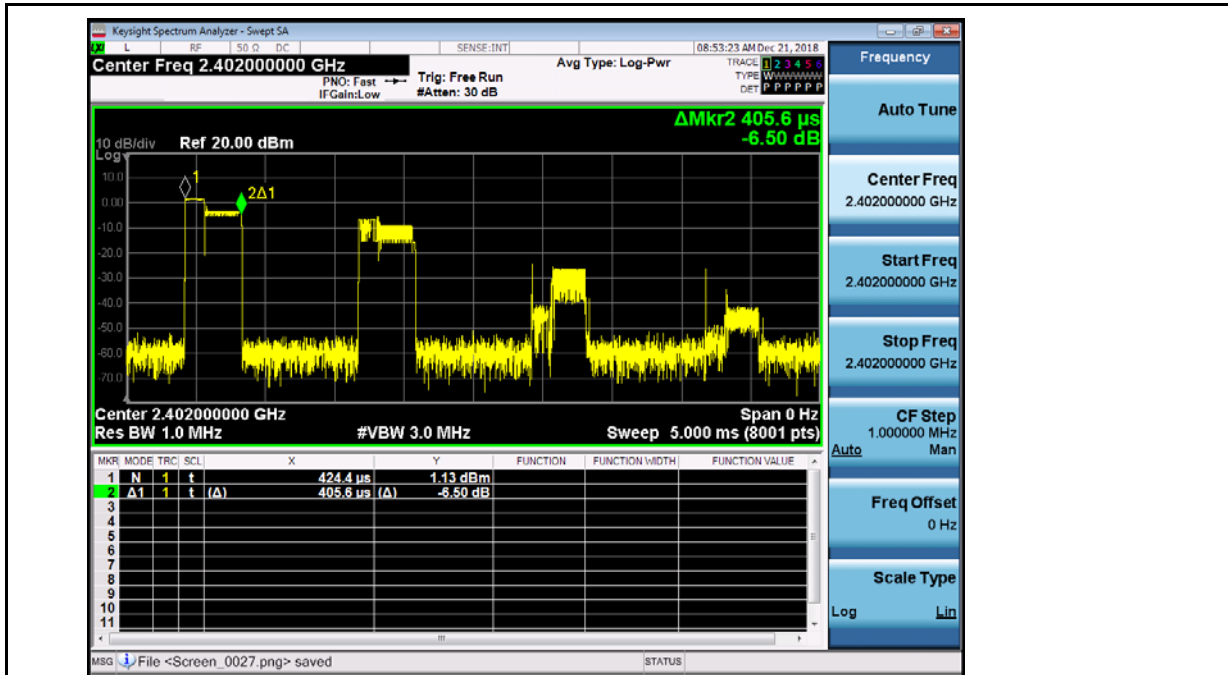 Keysight Spectrum Analyzer - Swept SA
LXI L RF 50 Ω DC SENSE:INT 08:53:23 AM Dec 21, 2018
Center Freq 2.402000000 GHz
PNO: Fast
IFGain:Low
Trig: Free Run
#Atten: 30 dB
Avg Type: Log-Pwr
TRACE 1 2 3 4 5 6
TYPE WWWWWW
DET P P P P P P
ΔMkr2 405.6 µs
-6.50 dB
10 dB/div Ref 20.00 dBm
Log
10.0
0.00
-10.0
-20.0
-30.0
-40.0
-50.0
-60.0
-70.0
1
2Δ1
Center 2.402000000 GHz Span 0 Hz
Res BW 1.0 MHz #VBW 3.0 MHz Sweep 5.000 ms (8001 pts)
MKR MODE TRC SCL X Y FUNCTION FUNCTION WIDTH FUNCTION VALUE
1 N 1 t 424.4 µs 1.13 dBm
2 Δ1 1 t (Δ) 405.6 µs (Δ) -6.50 dB
3
4
5
6
7
8
9
10
11
MSG File <Screen_0027.png> saved STATUS
Frequency
Auto Tune
Center Freq
2.402000000 GHz
Start Freq
2.402000000 GHz
Stop Freq
2.402000000 GHz
CF Step
1.000000 MHz
Auto Man
Freq Offset
0 Hz
Scale Type
Log Lin